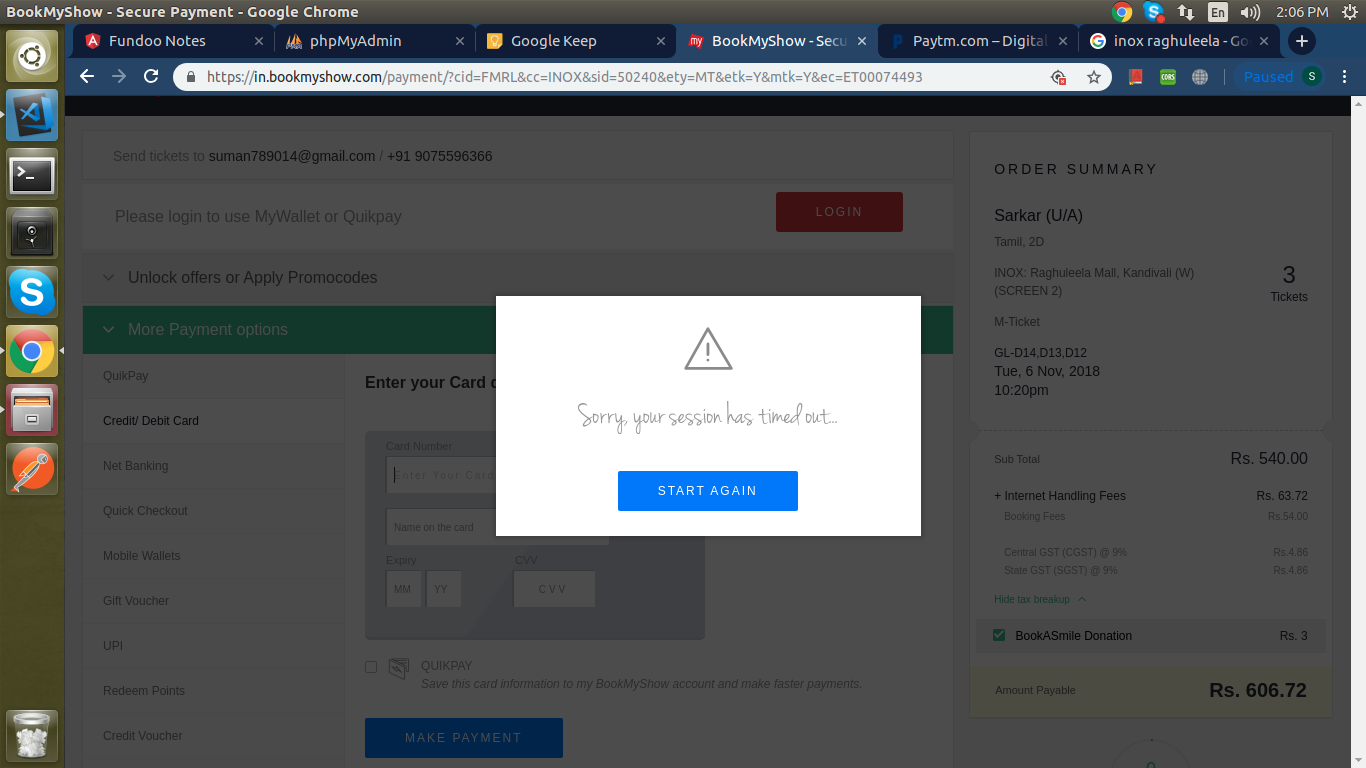 BookMyShow - Secure Payment - Google Chrome
En
2:06 PM
Fundoo Notes
phpMyAdmin
Google Keep
my BookMyShow - Secu
Paytm.com – Digital
inox raghuleela - Go
https://in.bookmyshow.com/payment/?cid=FMRL&cc=INOX&sid=50240&ety=MT&etk=Y&mtk=Y&ec=ET00074493
CORS
Paused
S
Send tickets to suman789014@gmail.com / +91 9075596366
Please login to use MyWallet or Quikpay
LOGIN
Unlock offers or Apply Promocodes
More Payment options
QuikPay
Credit/ Debit Card
Net Banking
Quick Checkout
Mobile Wallets
Gift Voucher
UPI
Redeem Points
Credit Voucher
Enter your Card d
Card Number
Enter Your Card
Name on the card
Expiry
CVV
MM
YY
CVV
QUIKPAY
Save this card information to my BookMyShow account and make faster payments.
MAKE PAYMENT
Sorry, your session has timed out...
START AGAIN
ORDER SUMMARY
Sarkar (U/A)
Tamil, 2D
INOX: Raghuleela Mall, Kandivali (W)
(SCREEN 2)
3
Tickets
M-Ticket
GL-D14,D13,D12
Tue, 6 Nov, 2018
10:20pm
Sub Total Rs. 540.00
+ Internet Handling Fees Rs. 63.72
Booking Fees Rs.54.00
Central GST (CGST) @ 9% Rs.4.86
State GST (SGST) @ 9% Rs.4.86
Hide tax breakup
BookASmile Donation Rs. 3
Amount Payable Rs. 606.72